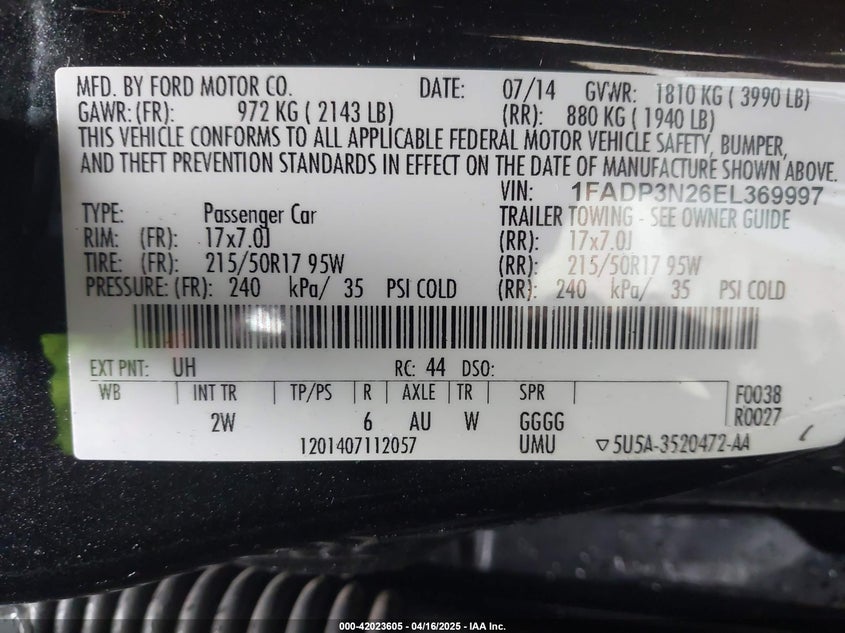 MFD. BY FORD MOTOR CO. DATE: 07/14 GVWR: 1810 KG ( 3990 LB)
GAWR: (FR): 972 KG ( 2143 LB) (RR): 880 KG ( 1940 LB)
THIS VEHICLE CONFORMS TO ALL APPLICABLE FEDERAL MOTOR VEHICLE SAFETY, BUMPER,
AND THEFT PREVENTION STANDARDS IN EFFECT ON THE DATE OF MANUFACTURE SHOWN ABOVE.
VIN: 1FADP3N26EL369997
TYPE: Passenger Car TRAILER TOWING - SEE OWNER GUIDE
RIM: (FR): 17x7.0J (RR): 17x7.0J
TIRE: (FR): 215/50R17 95W (RR): 215/50R17 95W
PRESSURE: (FR): 240 kPa/ 35 PSI COLD (RR): 240 kPa/ 35 PSI COLD
EXT PNT: UH RC: 44 DSO:
WB INT TR TP/PS R AXLE TR SPR F0038
2W 6 AU W GGGG R0027
1201407112057 UMU ▽5U5A-3520472-AA
000-42023605 - 04/16/2025 - IAA Inc.